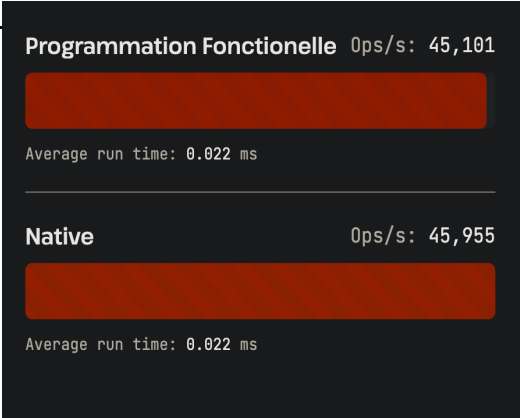 Programmation Fonctionelle Ops/s: 45,101
Average run time: 0.022 ms
Native Ops/s: 45,955
Average run time: 0.022 ms